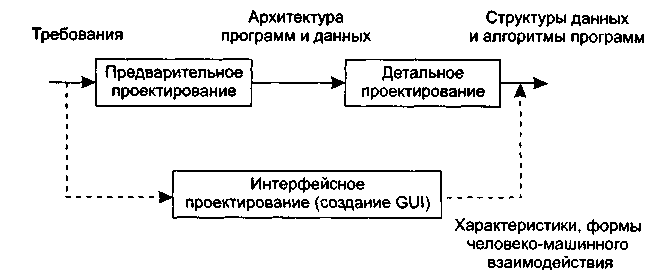 Требования
Архитектура
программ и данных
Структуры данных
и алгоритмы программ
Предварительное
проектирование
Детальное
проектирование
Интерфейсное
проектирование (создание GUI)
Характеристики, формы
человеко-машинного
взаимодействия